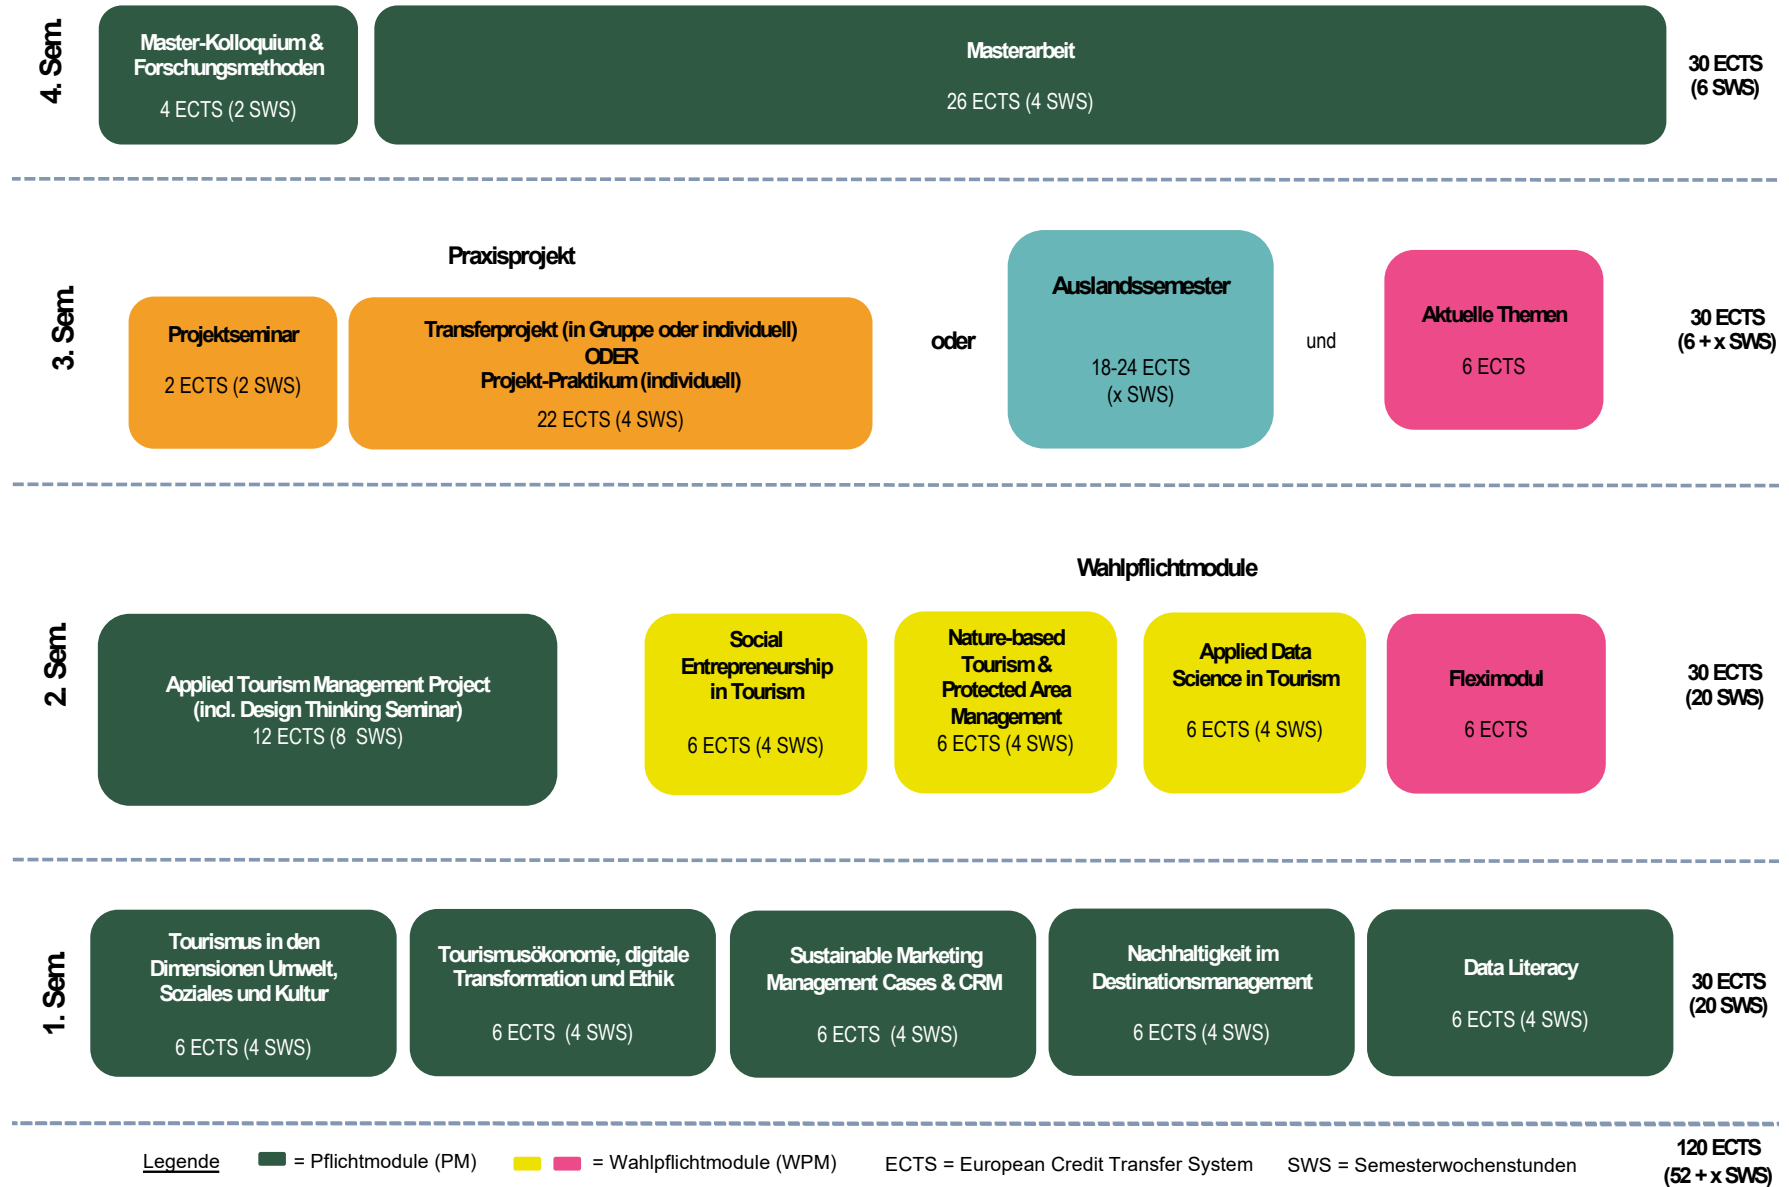 4. Sem.
Master-Kolloquium &
Forschungsmethoden
4 ECTS (2 SWS)
Masterarbeit
26 ECTS (4 SWS)
30 ECTS
(6 SWS)
3. Sem.
Praxisprojekt
Projektseminar
2 ECTS (2 SWS)
Transferprojekt (in Gruppe oder individuell)
ODER
Projekt-Praktikum (individuell)
22 ECTS (4 SWS)
oder
Auslandssemester
18-24 ECTS
(x SWS)
und
Aktuelle Themen
6 ECTS
30 ECTS
(6 + x SWS)
2. Sem.
Applied Tourism Management Project
(incl. Design Thinking Seminar)
12 ECTS (8 SWS)
Wahlpflichtmodule
Social
Entrepreneurship
in Tourism
6 ECTS (4 SWS)
Nature-based
Tourism &
Protected Area
Management
6 ECTS (4 SWS)
Applied Data
Science in Tourism
6 ECTS (4 SWS)
Fleximodul
6 ECTS
30 ECTS
(20 SWS)
1. Sem.
Tourismus in den
Dimensionen Umwelt,
Soziales und Kultur
6 ECTS (4 SWS)
Tourismusökonomie, digitale
Transformation und Ethik
6 ECTS (4 SWS)
Sustainable Marketing
Management Cases & CRM
6 ECTS (4 SWS)
Nachhaltigkeit im
Destinationsmanagement
6 ECTS (4 SWS)
Data Literacy
6 ECTS (4 SWS)
30 ECTS
(20 SWS)
Legende
= Pflichtmodule (PM)
= Wahlpflichtmodule (WPM)
ECTS = European Credit Transfer System
SWS = Semesterwochenstunden
120 ECTS
(52 + x SWS)